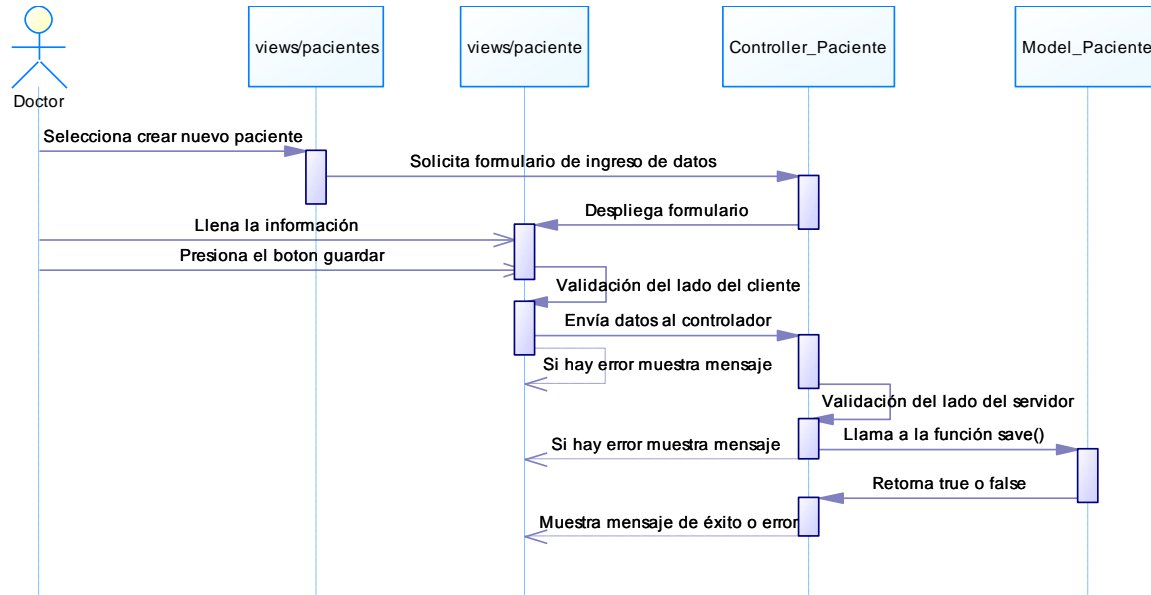 views/pacientes
views/paciente
Controller_Paciente
Model_Paciente
Doctor
Selecciona crear nuevo paciente
Solicita formulario de ingreso de datos
Despliega formulario
Llena la información
Presiona el boton guardar
Validación del lado del cliente
Envía datos al controlador
Si hay error muestra mensaje
Validación del lado del servidor
Llama a la función save()
Si hay error muestra mensaje
Retorna true o false
Muestra mensaje de éxito o error